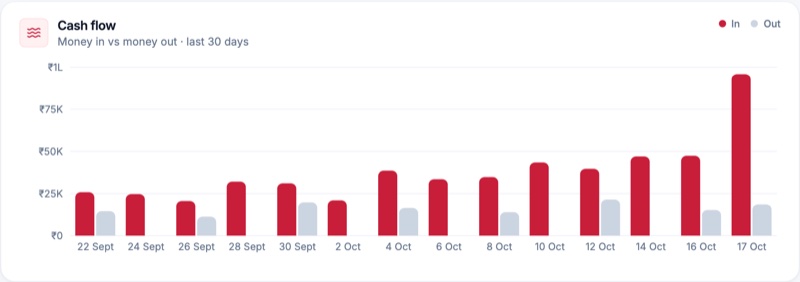 Cash flow
Money in vs money out · last 30 days
In
Out
₹1L
₹75K
₹50K
₹25K
₹0
22 Sept
24 Sept
26 Sept
28 Sept
30 Sept
2 Oct
4 Oct
6 Oct
8 Oct
10 Oct
12 Oct
14 Oct
16 Oct
17 Oct